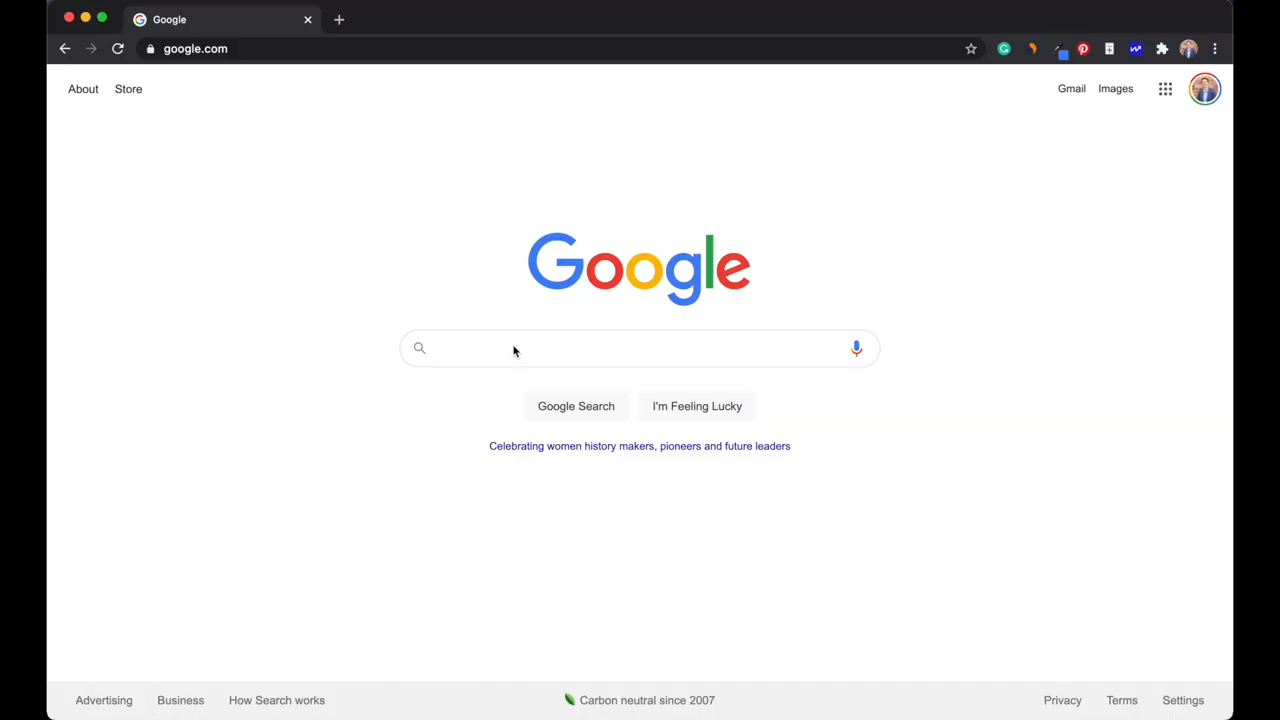 Google
google.com
About Store
Gmail Images
Google
Google Search I'm Feeling Lucky
Celebrating women history makers, pioneers and future leaders
Advertising Business How Search works
Carbon neutral since 2007
Privacy Terms Settings